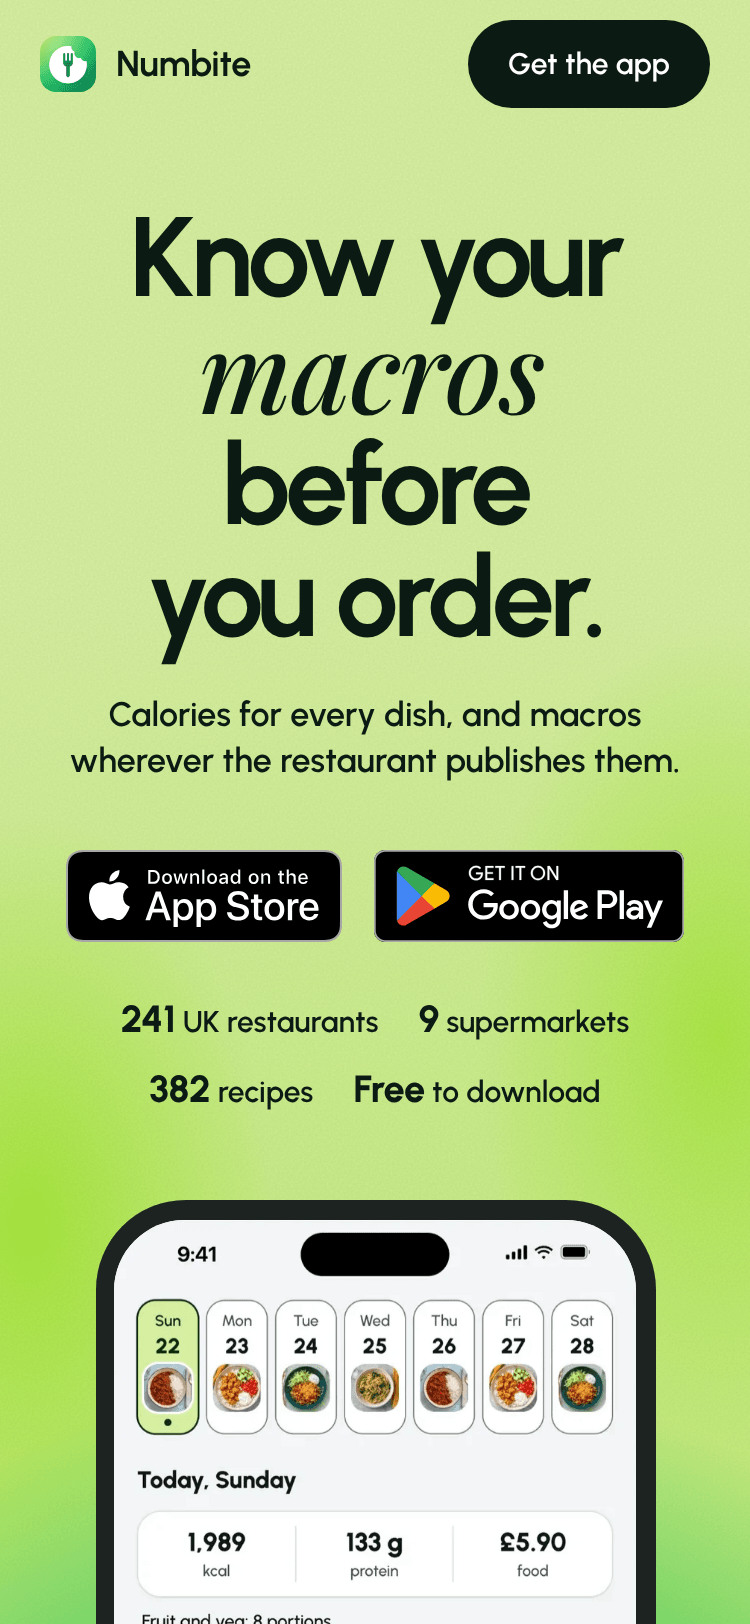 Numbite
Get the app
Know your
macros
before
you order.
Calories for every dish, and macros
wherever the restaurant publishes them.
Download on the
App Store
GET IT ON
Google Play
241 UK restaurants
9 supermarkets
382 recipes
Free to download
9:41
Sun
22
Mon
23
Tue
24
Wed
25
Thu
26
Fri
27
Sat
28
Today, Sunday
1,989
kcal
133 g
protein
£5.90
food
Fruit and veg: 8 portions